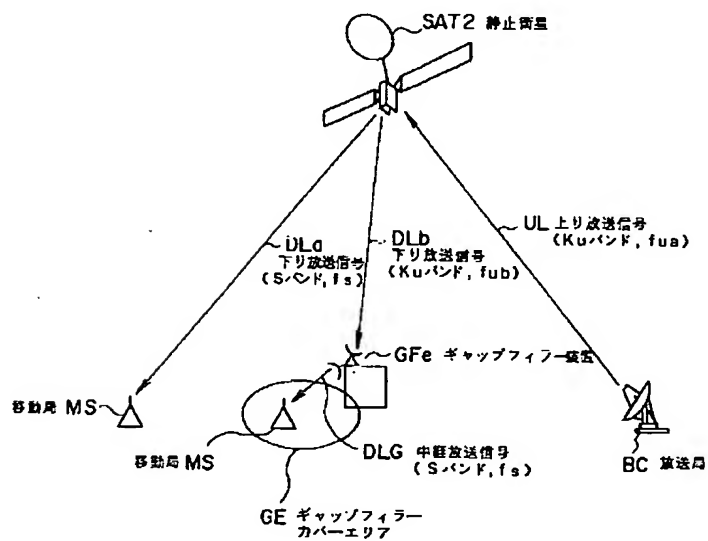 SAT2 静止衛星
UL 上り放送信号
(Kuバンド, fua)
DLa
下り放送信号
(Sバンド, fs)
DLb
下り放送信号
(Kuバンド, fub)
GFe ギャップフィラー装置
移動局 MS
移動局 MS
DLG 中継放送信号
(Sバンド, fs)
BC 放送局
GE ギャップフィラー
カバーエリア